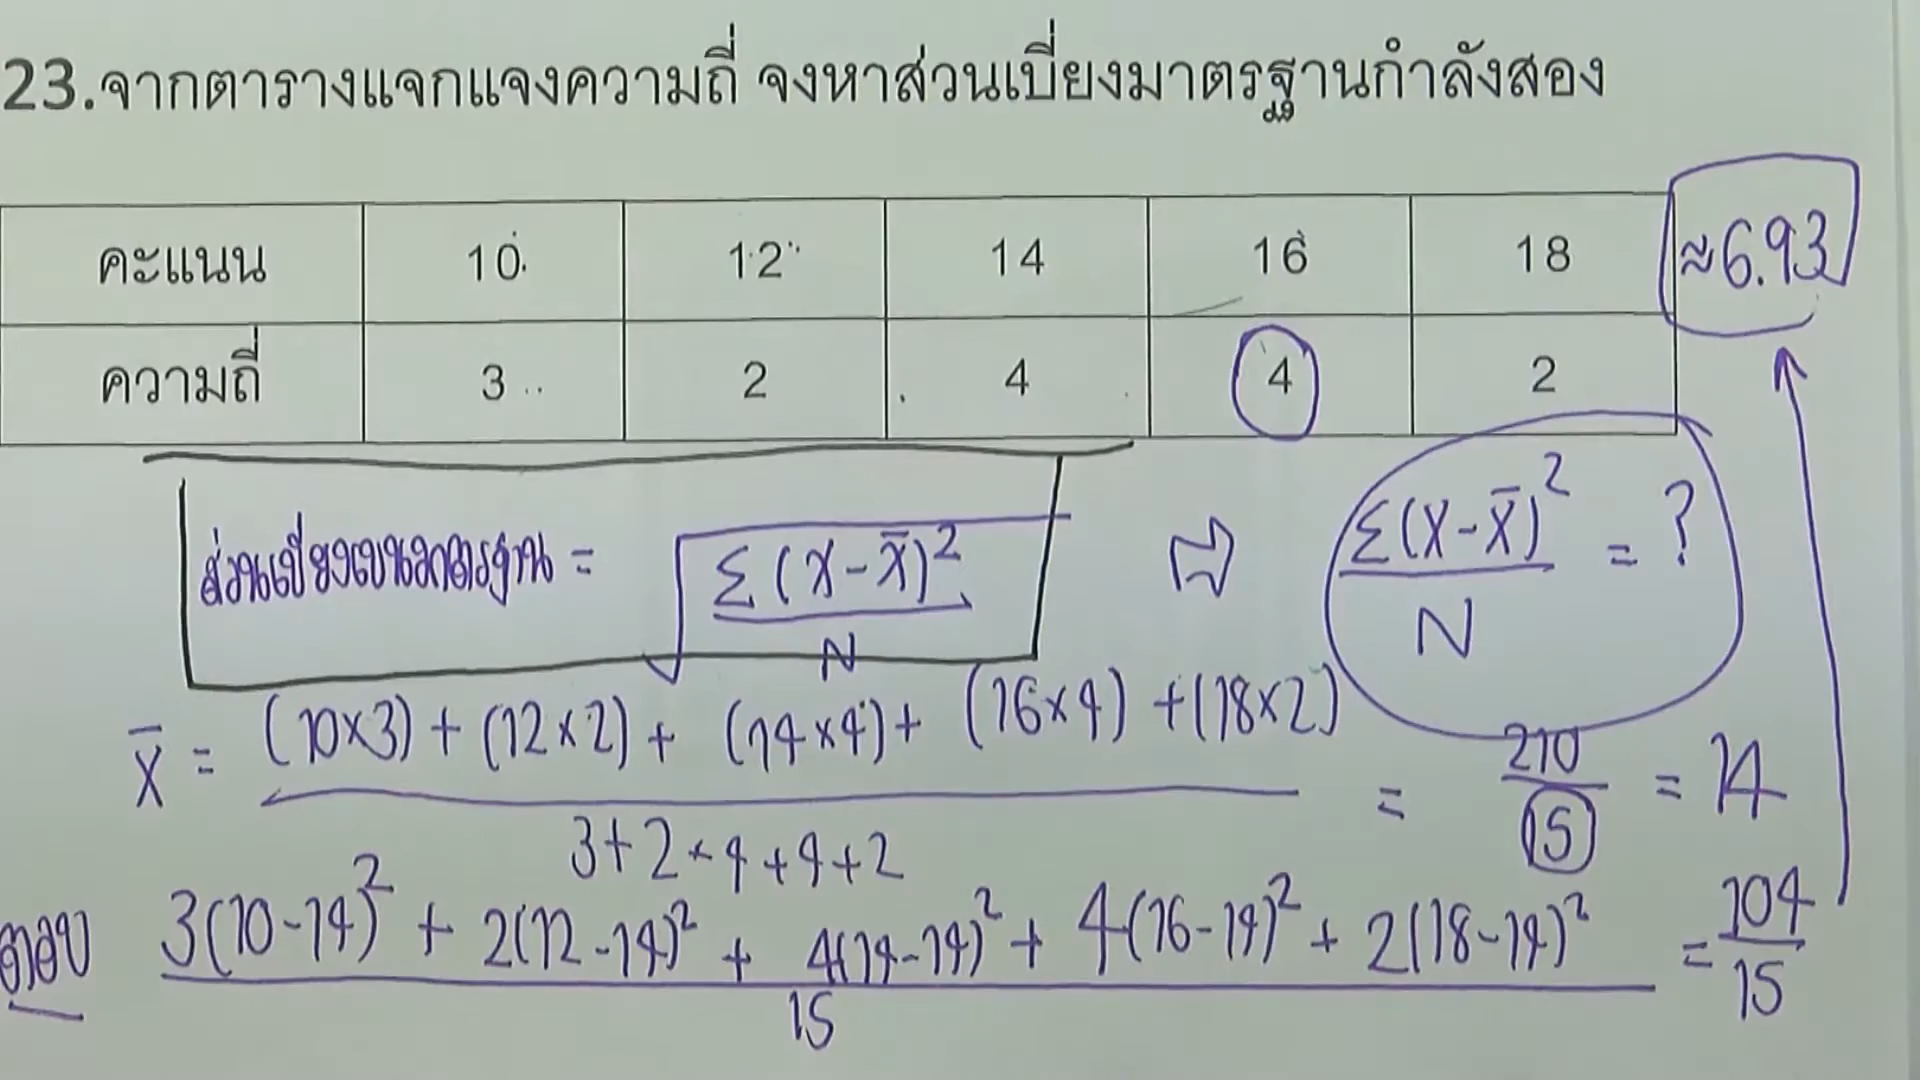 23.จากตารางแจกแจงความถี่ จงหาส่วนเบี่ยงมาตรฐานกำลังสอง
คะแนน 10 12 14 16 18 ≈6.93
ความถี่ 3 2 4 4 2
ส่วนเบี่ยงเบนมาตรฐาน = √(Σ(x-x̄)²/N) ⇨ Σ(x-x̄)²/N = ?
x̄ = (10×3) + (12×2) + (14×4) + (16×4) + (18×2) / 3+2+4+4+2 = 210/15 = 14
ตอบ 3(10-14)² + 2(12-14)² + 4(14-14)² + 4(16-14)² + 2(18-14)² / 15 = 104/15